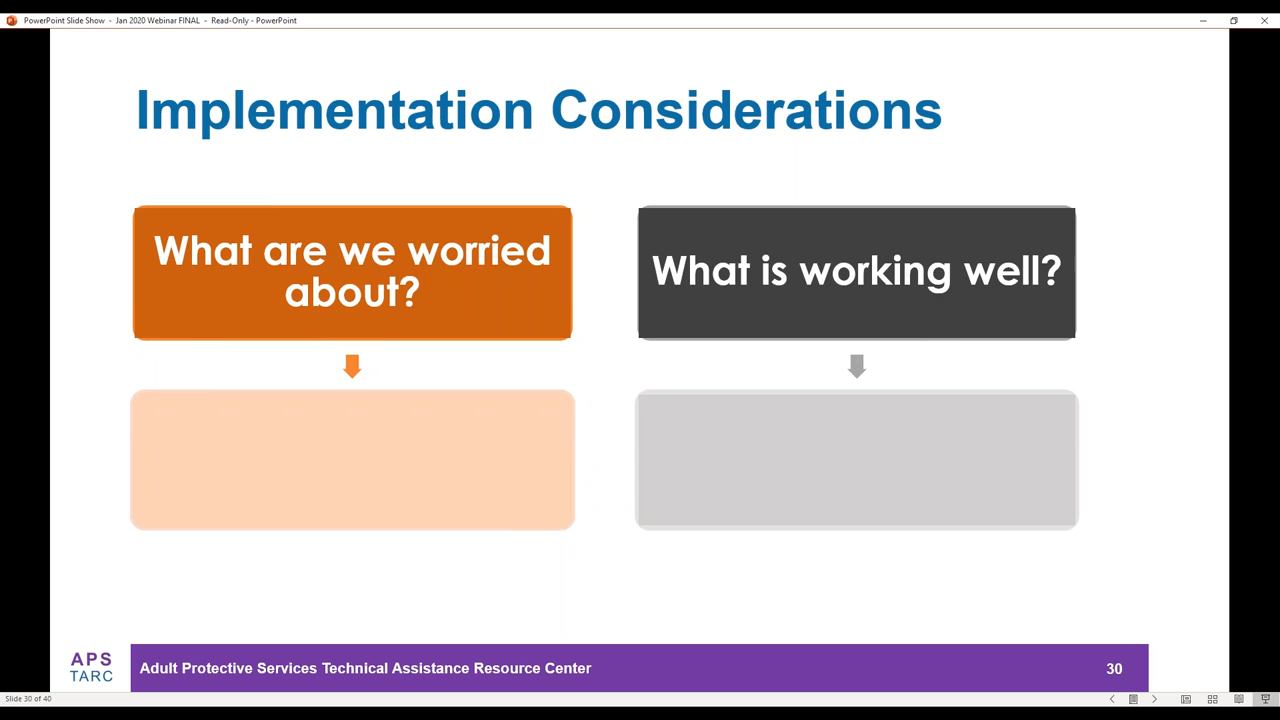 PowerPoint Slide Show - Jan 2020 Webinar FINAL - Read-Only - PowerPoint
Implementation Considerations
What are we worried
about?
What is working well?
APS
TARC
Adult Protective Services Technical Assistance Resource Center
30
Slide 30 of 40